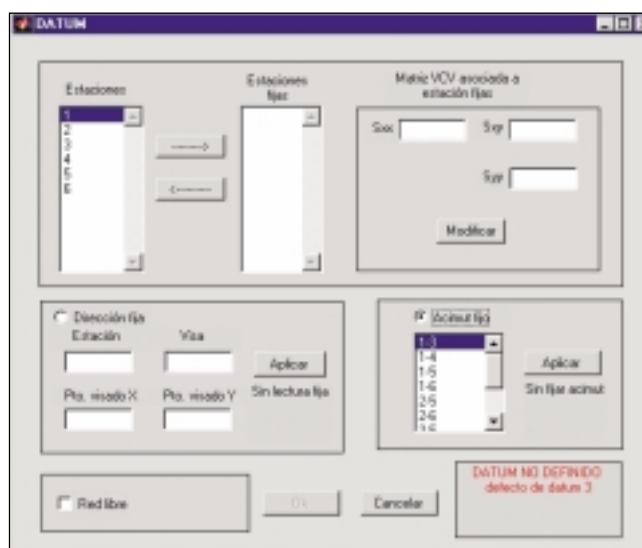 DATUM
Estaciones
Estaciones
fijas
Matriz VCV asociada a
estación fijas
1
2
3
4
5
6
---->
<----
Sxx
Sxy
Syy
Modificar
Dirección fija
Estación
Visa
Aplicar
Pto. visado X
Pto. visado Y
Sin lectura fija
Acimut fijo
1-3
1-4
1-5
1-6
2-5
2-6
Aplicar
Sin fijar acimut
Red libre
Ok
Cancelar
DATUM NO DEFINIDO
defecto de datum 3